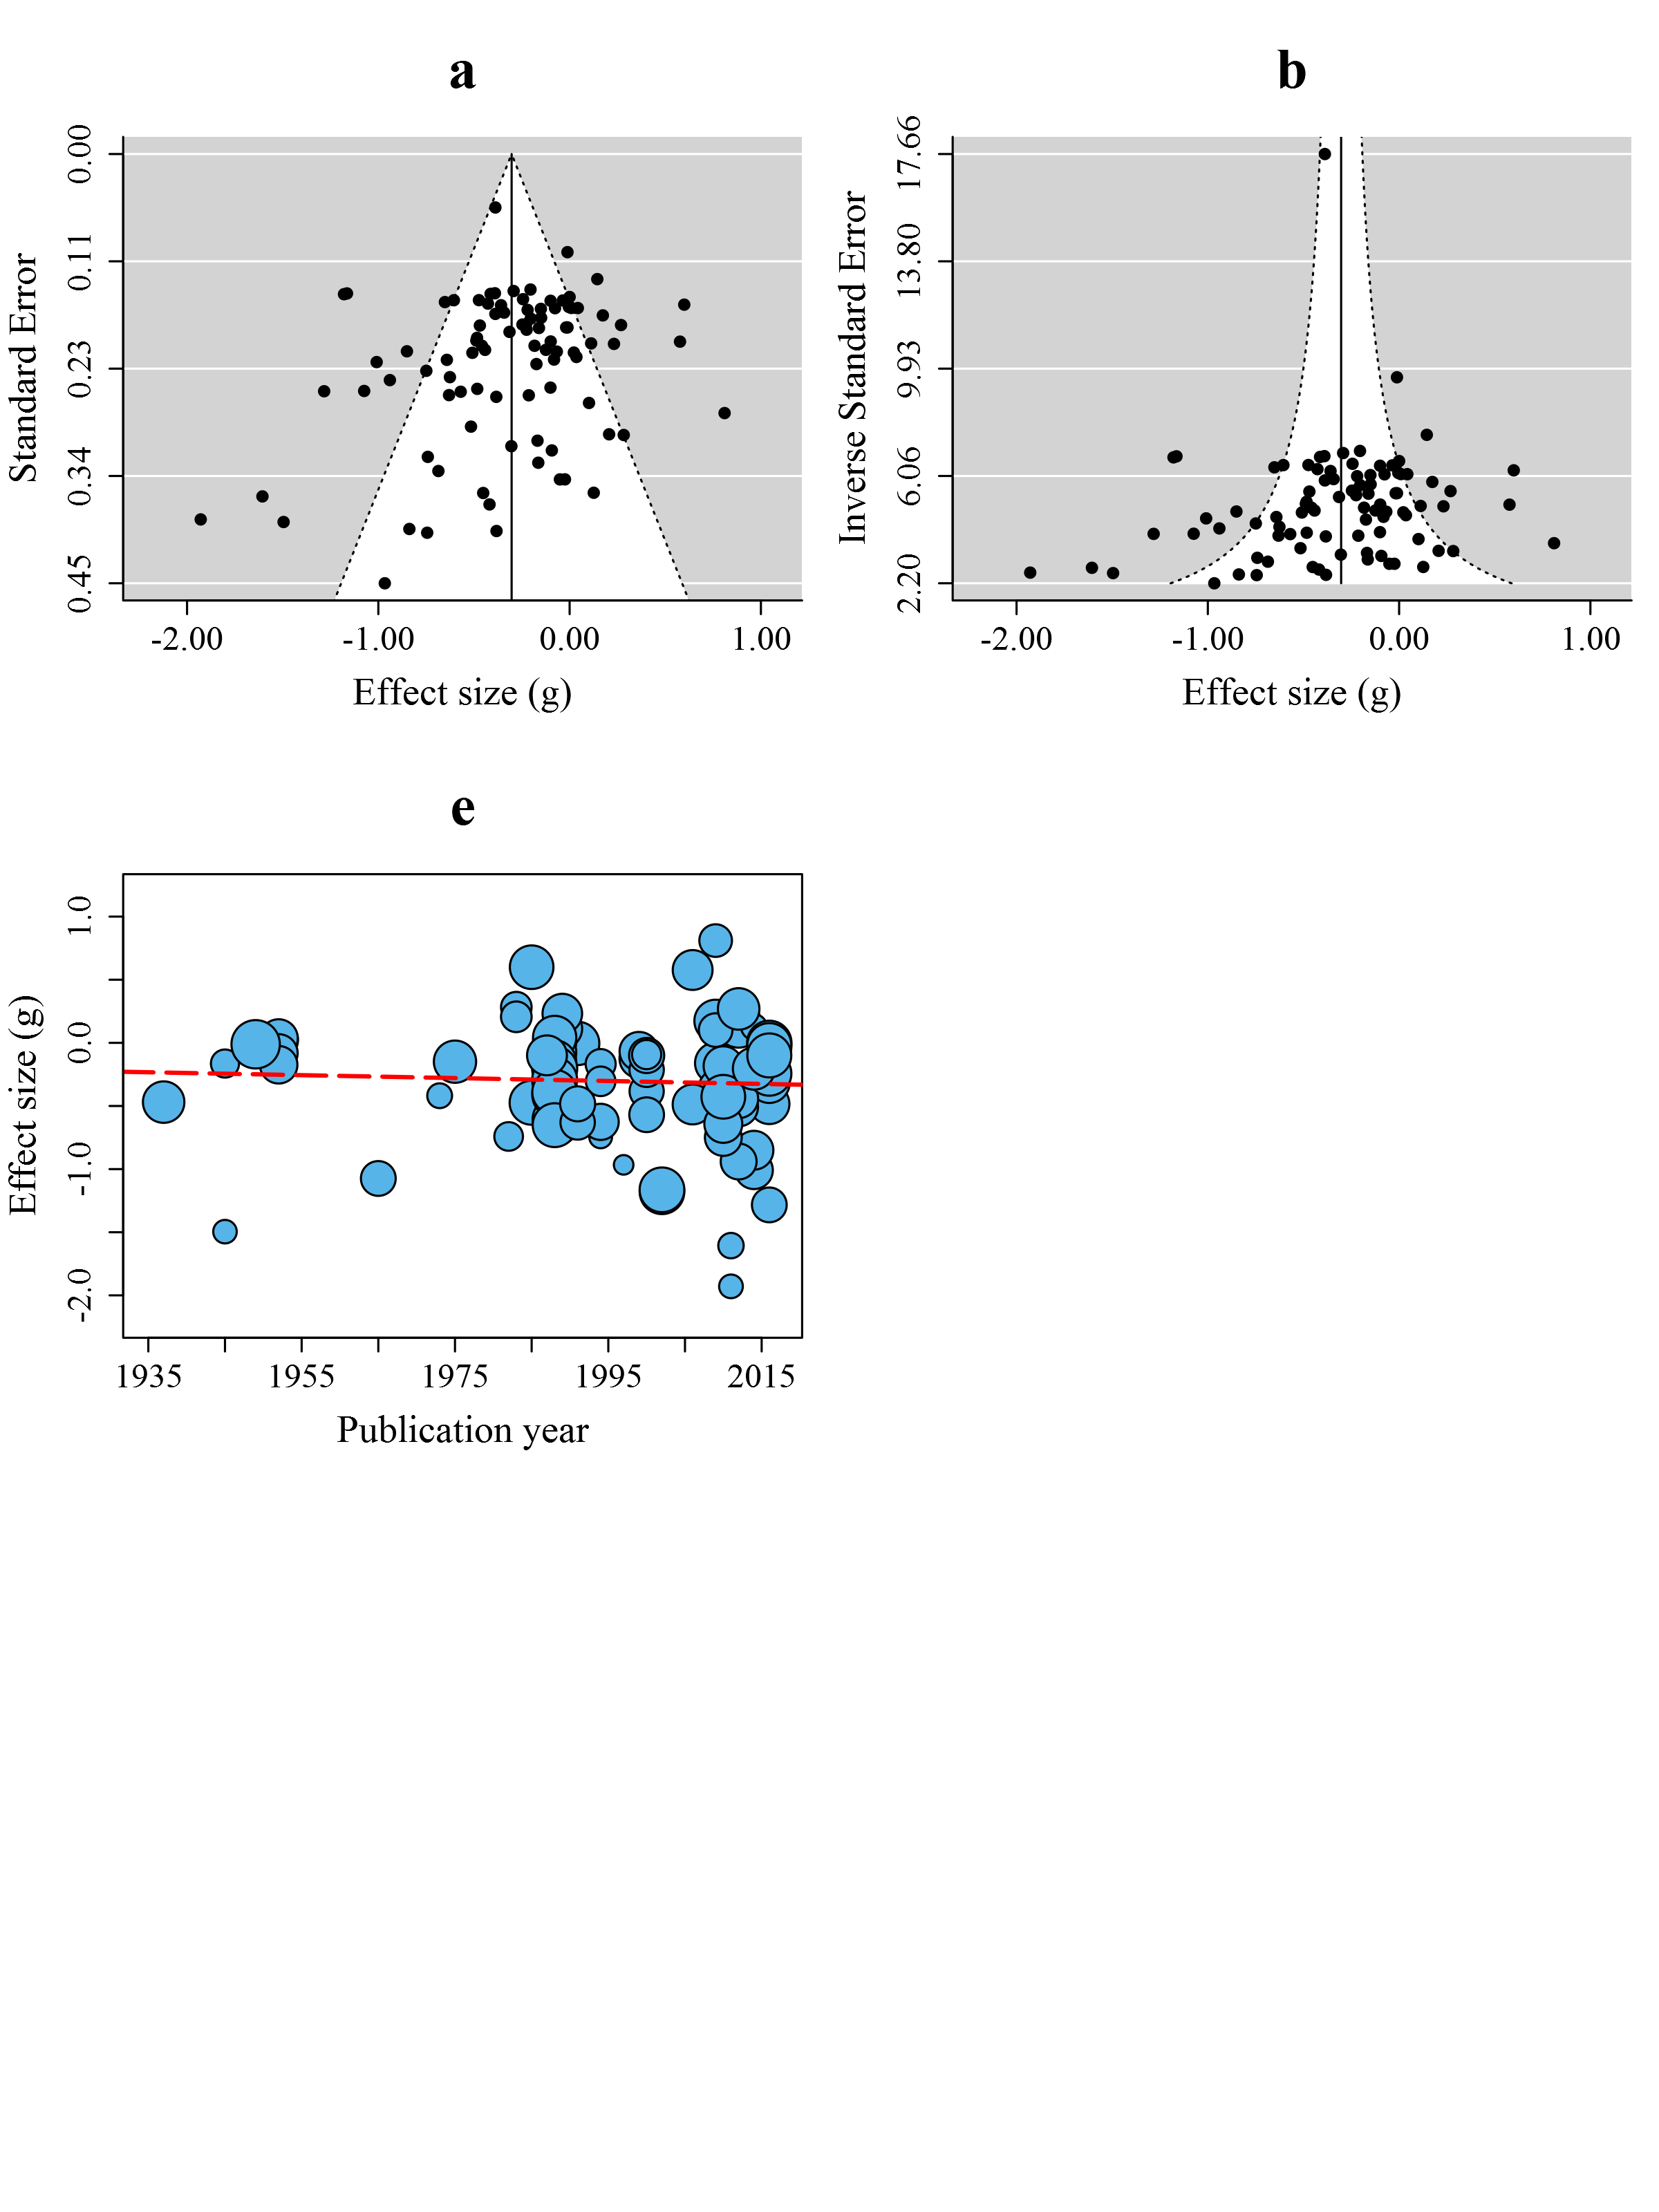 a
Standard Error
0.00
0.11
0.23
0.34
0.45
-2.00 -1.00 0.00 1.00
Effect size (g)
b
Inverse Standard Error
17.66
13.80
9.93
6.06
2.20
-2.00 -1.00 0.00 1.00
Effect size (g)
e
Effect size (g)
1.0
0.0
-1.0
-2.0
1935 1955 1975 1995 2015
Publication year